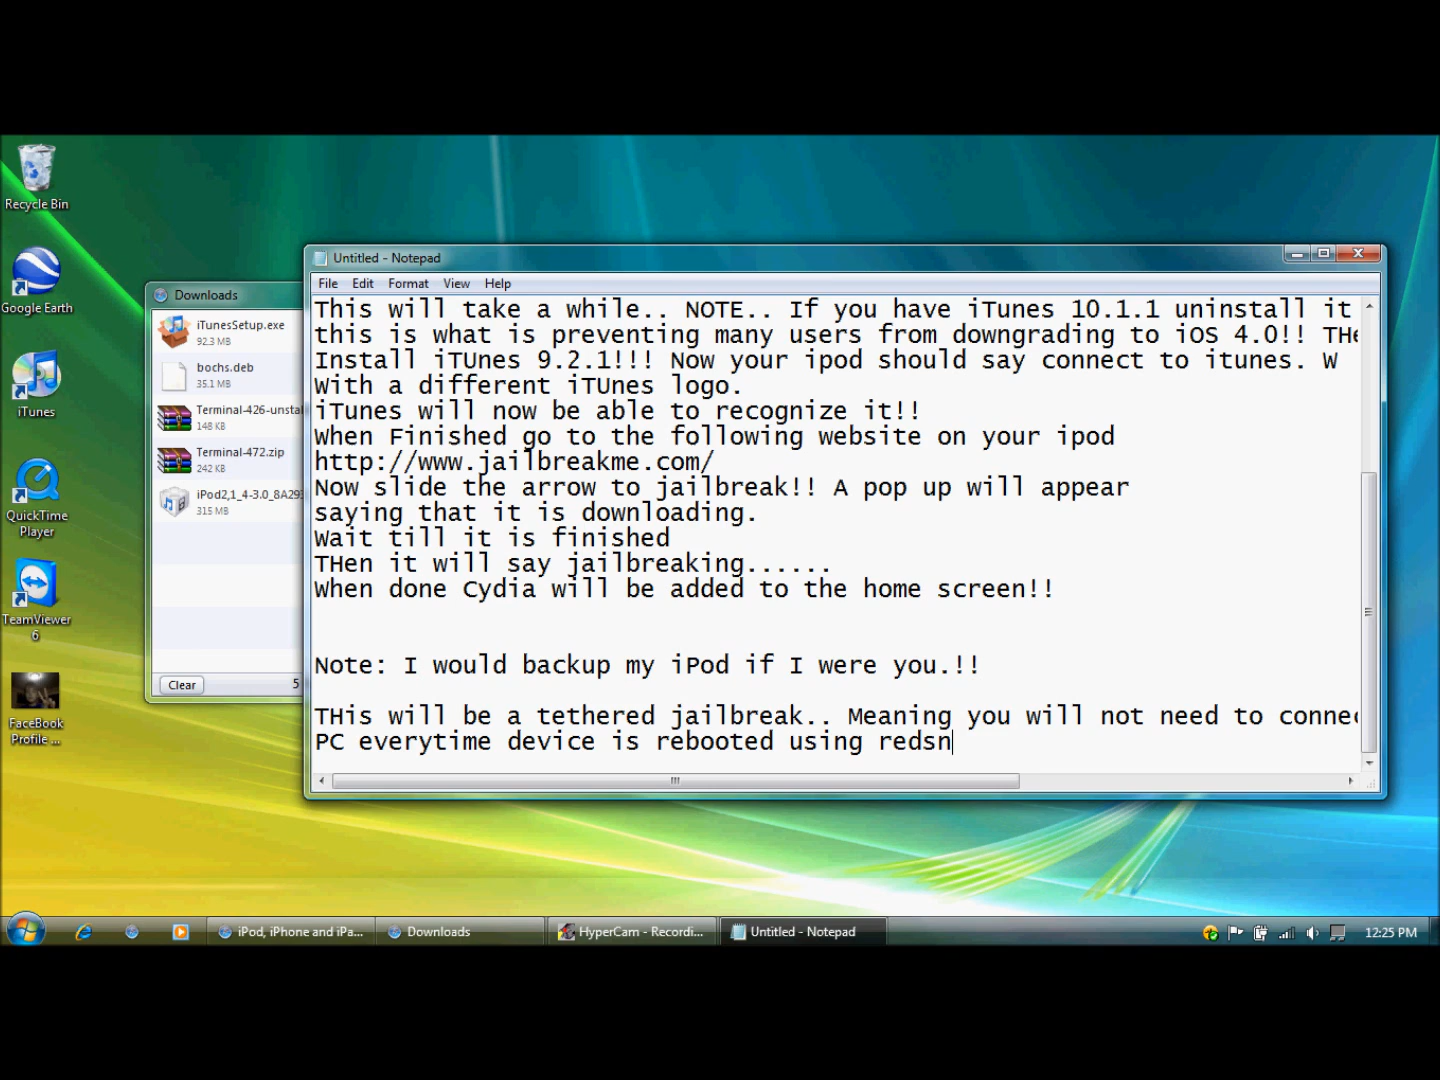 Recycle Bin
Google Earth
iTunes
QuickTime
Player
TeamViewer
6
FaceBook
Profile ...
Downloads
iTunesSetup.exe
92.3 MB
bochs.deb
35.1 MB
Terminal-426-unsta
148 KB
Terminal-472.zip
242 KB
iPod2,1_4-3.0_8A293
315 MB
Clear
5
Untitled - Notepad
File Edit Format View Help
This will take a while.. NOTE.. If you have iTunes 10.1.1 uninstall it
this is what is preventing many users from downgrading to iOS 4.0!! THe
Install iTUnes 9.2.1!!! Now your ipod should say connect to itunes. W
With a different iTUnes logo.
iTunes will now be able to recognize it!!
When Finished go to the following website on your ipod
http://www.jailbreakme.com/
Now slide the arrow to jailbreak!! A pop up will appear
saying that it is downloading.
Wait till it is finished
THen it will say jailbreaking......
When done Cydia will be added to the home screen!!
Note: I would backup my iPod if I were you.!!
THis will be a tethered jailbreak.. Meaning you will not need to connec
PC everytime device is rebooted using redsn
iPod, iPhone and iPa...
Downloads
HyperCam - Recordi...
Untitled - Notepad
12:25 PM